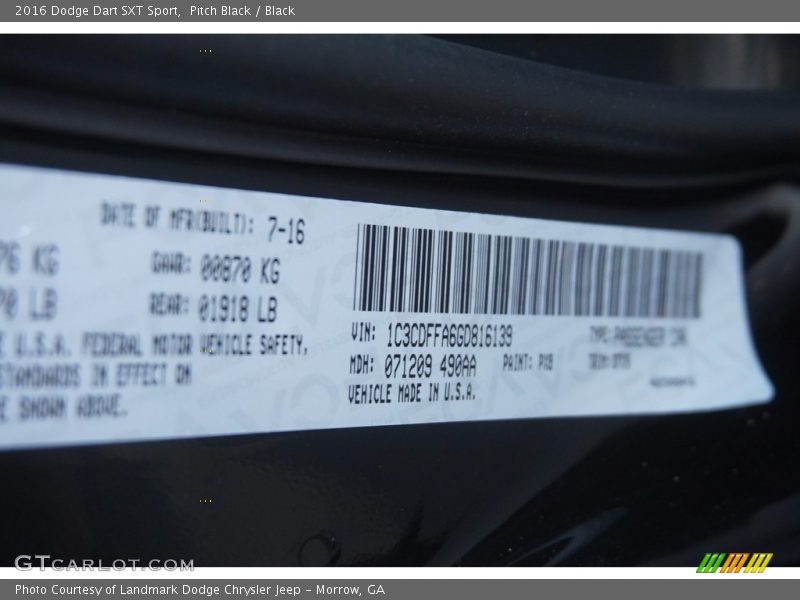 2016 Dodge Dart SXT Sport, Pitch Black / Black
DATE OF MFR(BUILT): 7-16
KG GAWR: 00870 KG
LB REAR: 01918 LB
U.S.A. FEDERAL MOTOR VEHICLE SAFETY,
STANDARDS IN EFFECT ON
SHOWN ABOVE.
VIN: 1C3CDFFA6GD816139 TYPE:PASSENGER CAR
MDH: 071209 490AA PAINT: PX8
VEHICLE MADE IN U.S.A.
GTCARLOT.COM
Photo Courtesy of Landmark Dodge Chrysler Jeep – Morrow, GA